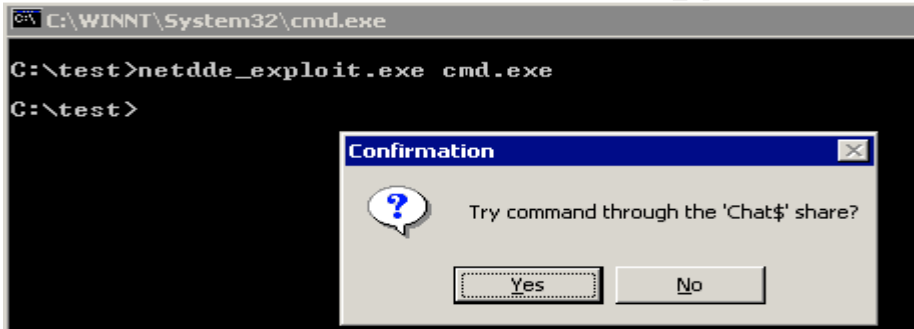 C:\WINNT\System32\cmd.exe
C:\test>netdde_exploit.exe cmd.exe
C:\test>
Confirmation
Try command through the 'Chat$' share?
Yes
No